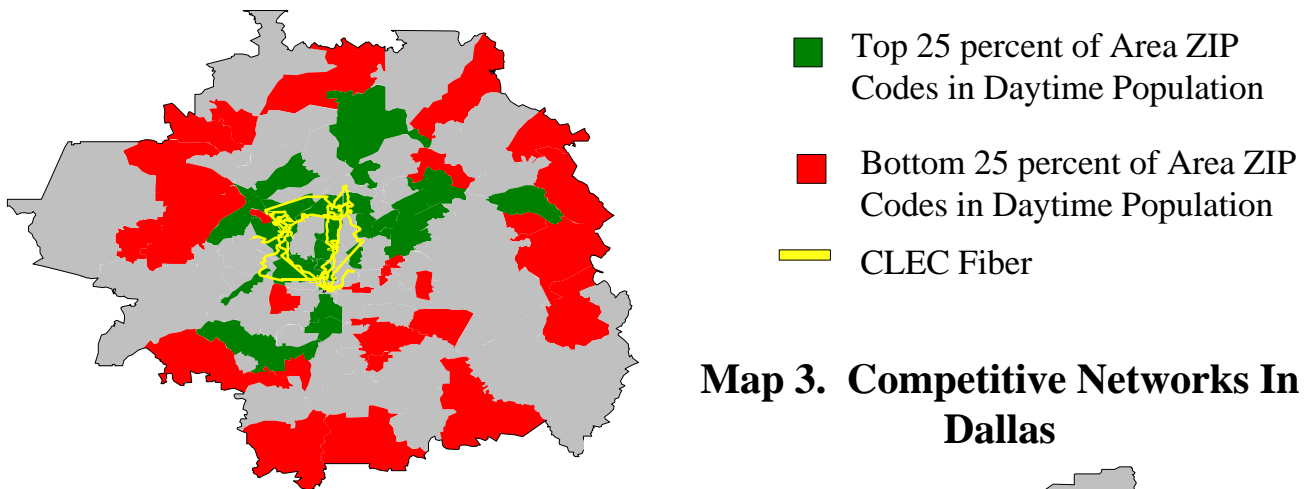 Top 25 percent of Area ZIP
Codes in Daytime Population
Bottom 25 percent of Area ZIP
Codes in Daytime Population
CLEC Fiber
Map 3.  Competitive Networks In
Dallas